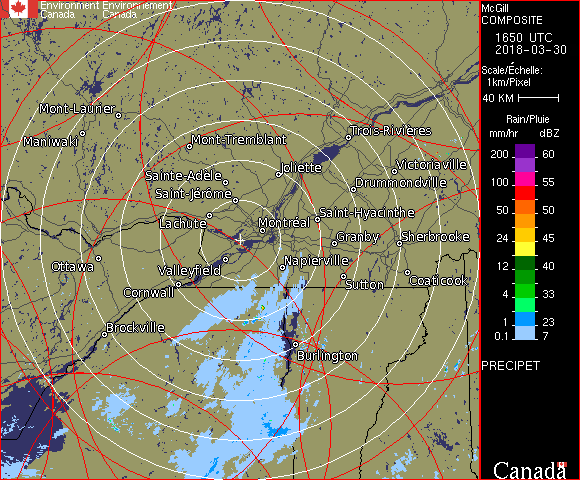 Environment Environnement
Canada Canada
McGill
COMPOSITE
1650 UTC
2018-03-30
Scale/Échelle:
1km/Pixel
40 KM
Rain/Pluie
mm/hr dBZ
200 60
155
100 55
50 50
24 45
12 40
4 33
1 23
0.1 7
PRECIPET
Canada
Mont-Laurier
Maniwaki
Mont-Tremblant
Trois-Rivières
Joliette
Victoriaville
Sainte-Adèle
Drummondville
Saint-Jérôme
Saint-Hyacinthe
Lachute
Montréal
Granby
Sherbrooke
Ottawa
Valleyfield
Napierville
Cornwall
Sutton
Coaticook
Brockville
Burlington